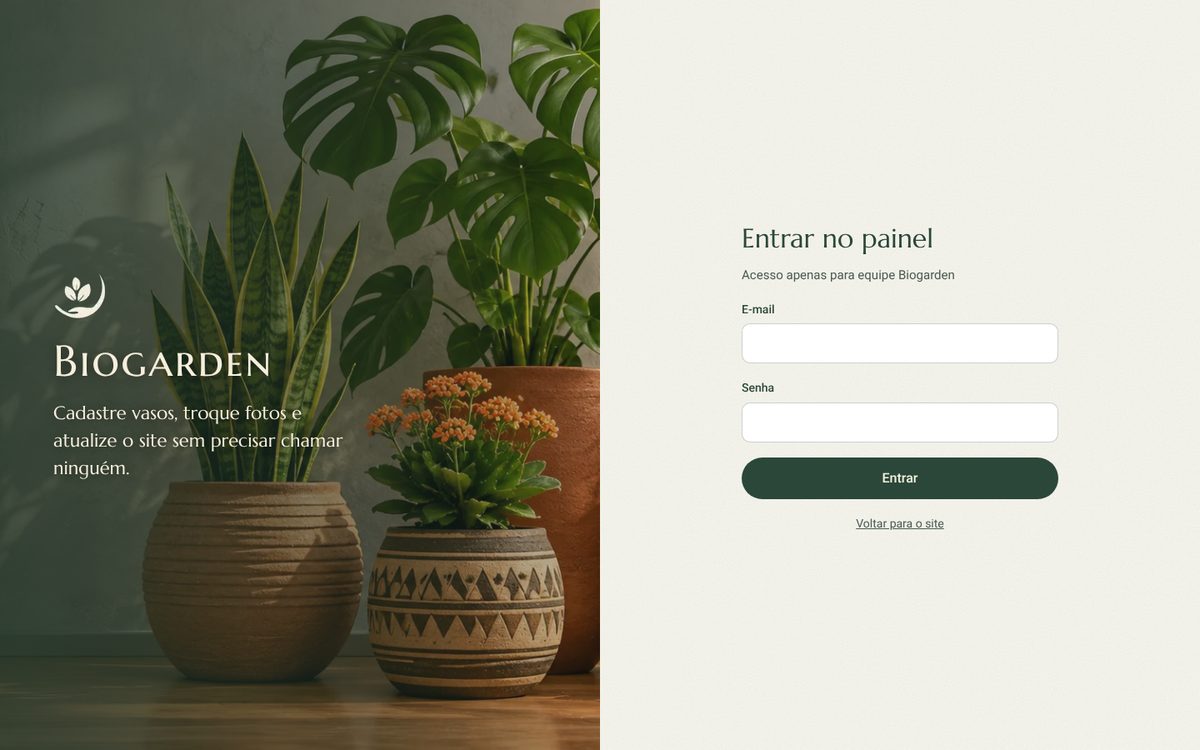 BIOGARDEN
Cadastre vasos, troque fotos e
atualize o site sem precisar chamar
ninguém.
Entrar no painel
Acesso apenas para equipe Biogarden
E-mail
Senha
Entrar
Voltar para o site